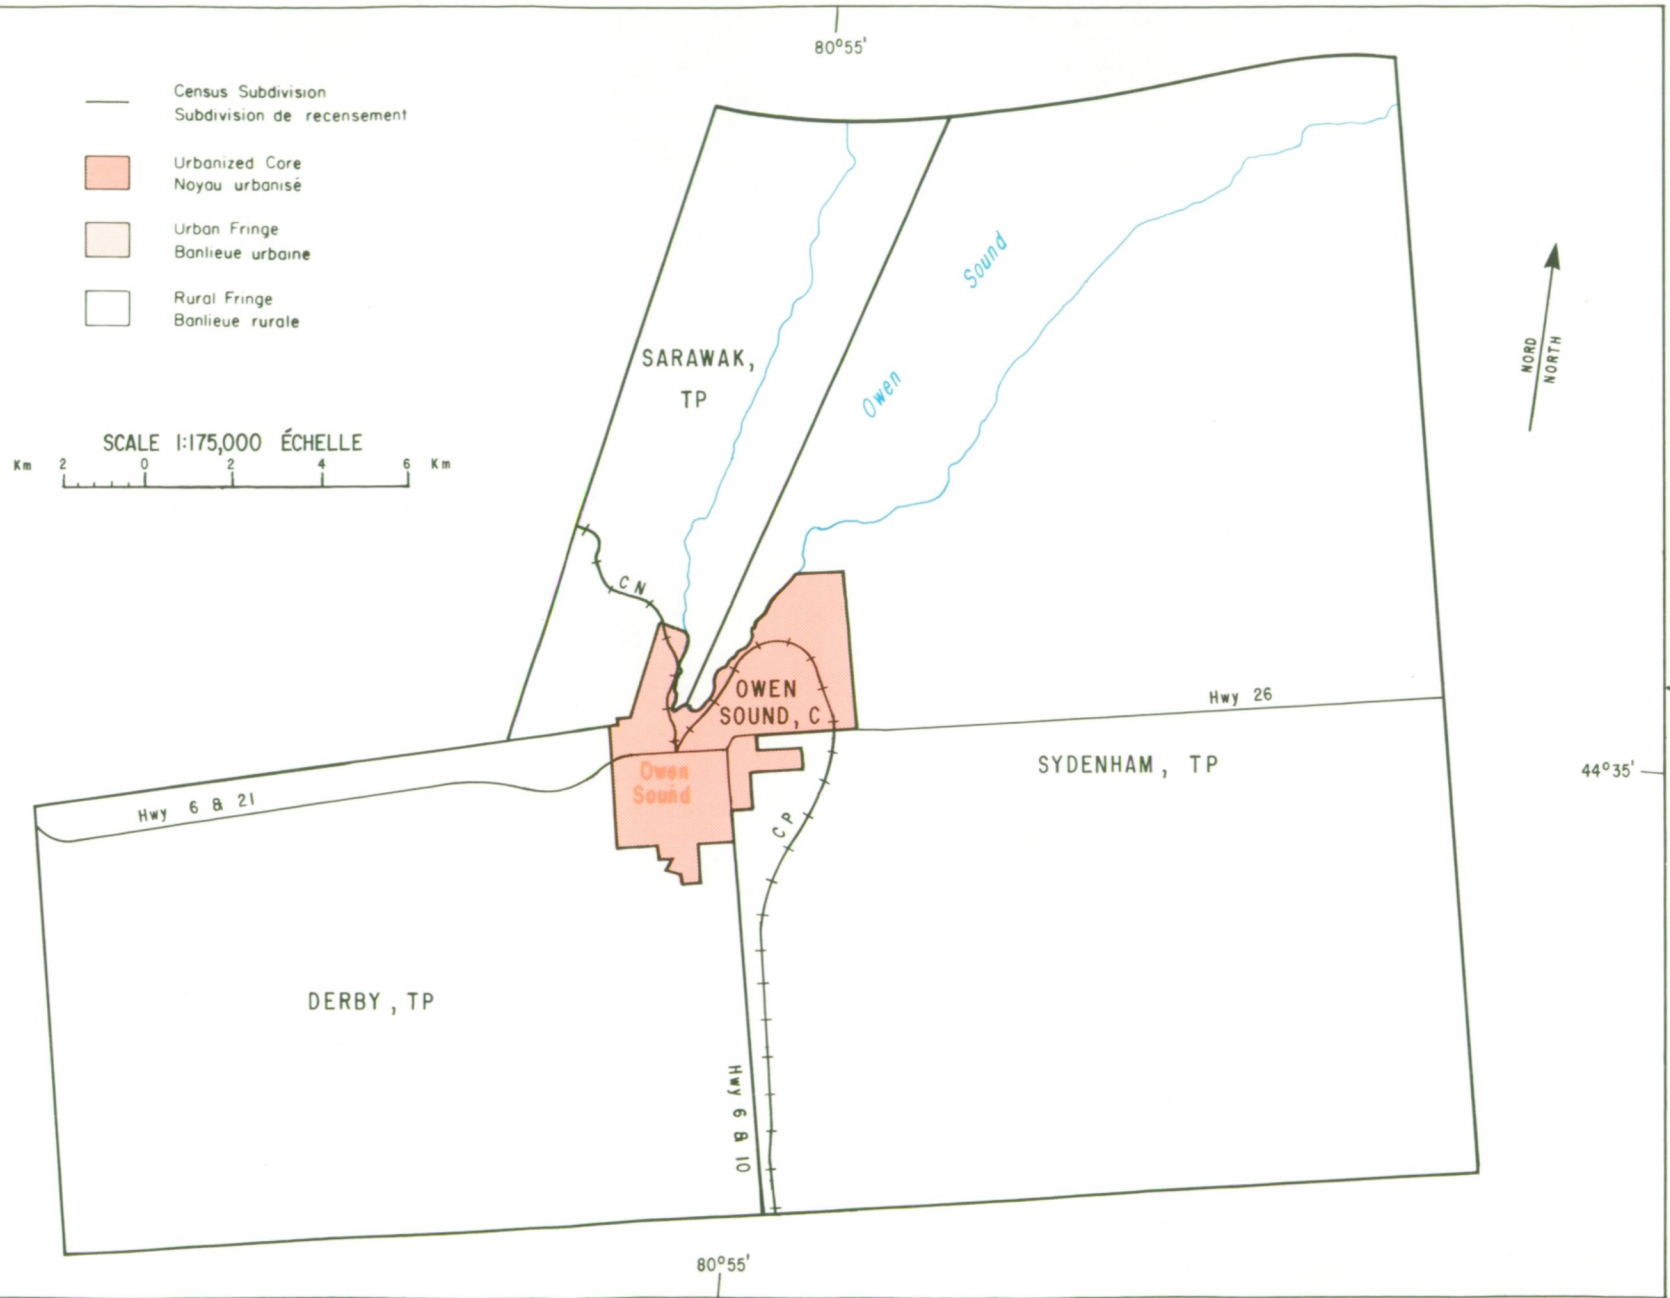 80°55'
Census Subdivision
Subdivision de recensement
Urbanized Core
Noyau urbanisé
Urban Fringe
Banlieue urbaine
Rural Fringe
Banlieue rurale
SCALE 1:175,000 ÉCHELLE
Km 2 0 2 4 6 Km
SARAWAK,
TP
Sound
Owen
NORD
NORTH
CN
OWEN
SOUND, C
Hwy 26
SYDENHAM, TP
44°35'
Owen
Sound
Hwy 6 & 21
CP
DERBY, TP
Hwy 6 & 10
80°55'